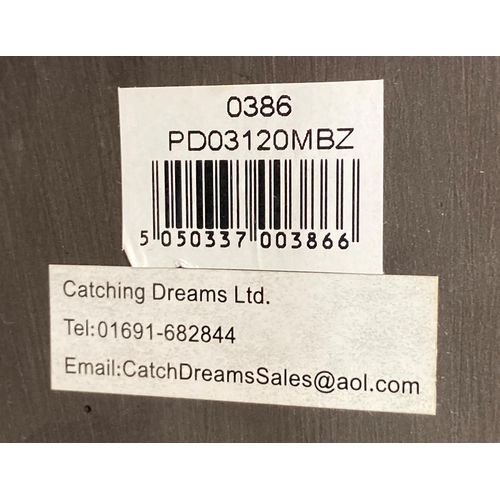 0386
PD03120MBZ
5 050337 003866
Catching Dreams Ltd.
Tel:01691-682844
Email:CatchDreamsSales@aol.com